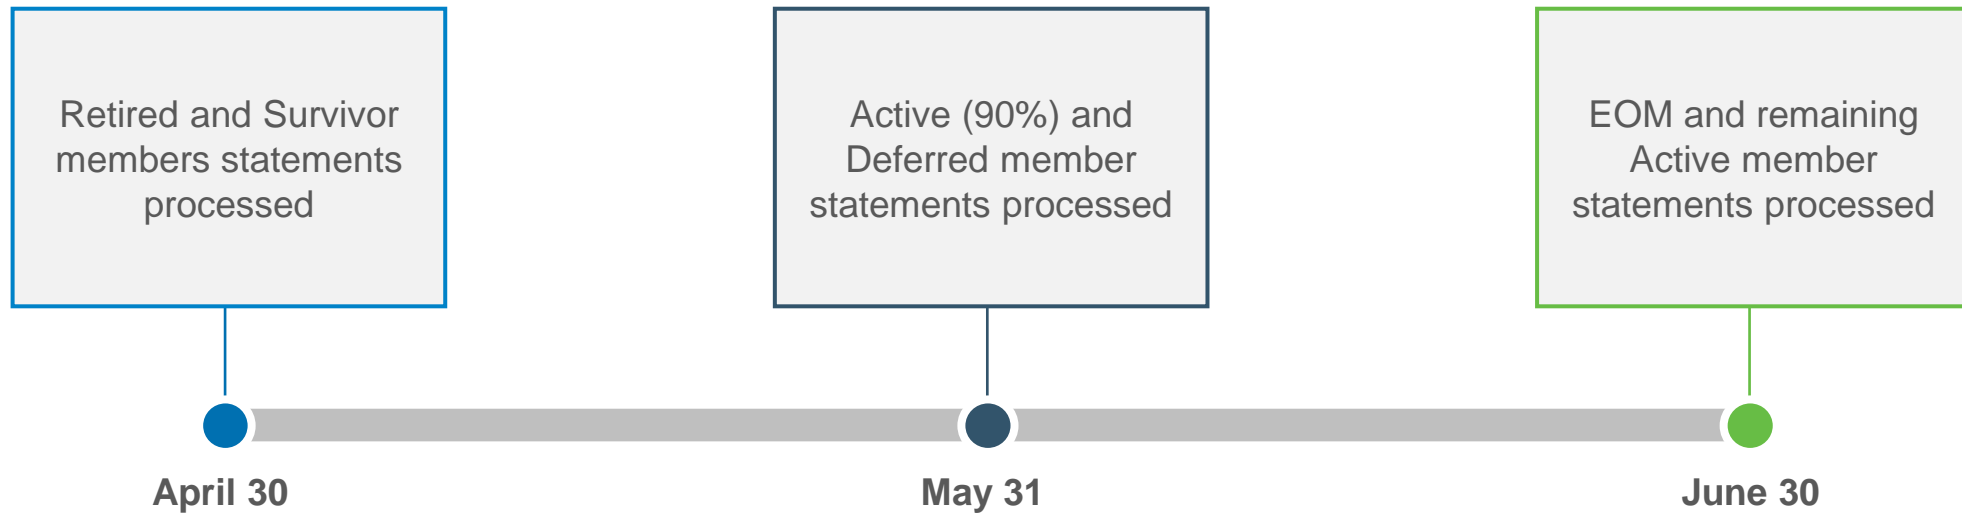 Retired and Survivor
members statements
processed
Active (90%) and
Deferred member
statements processed
EOM and remaining
Active member
statements processed
April 30
May 31
June 30